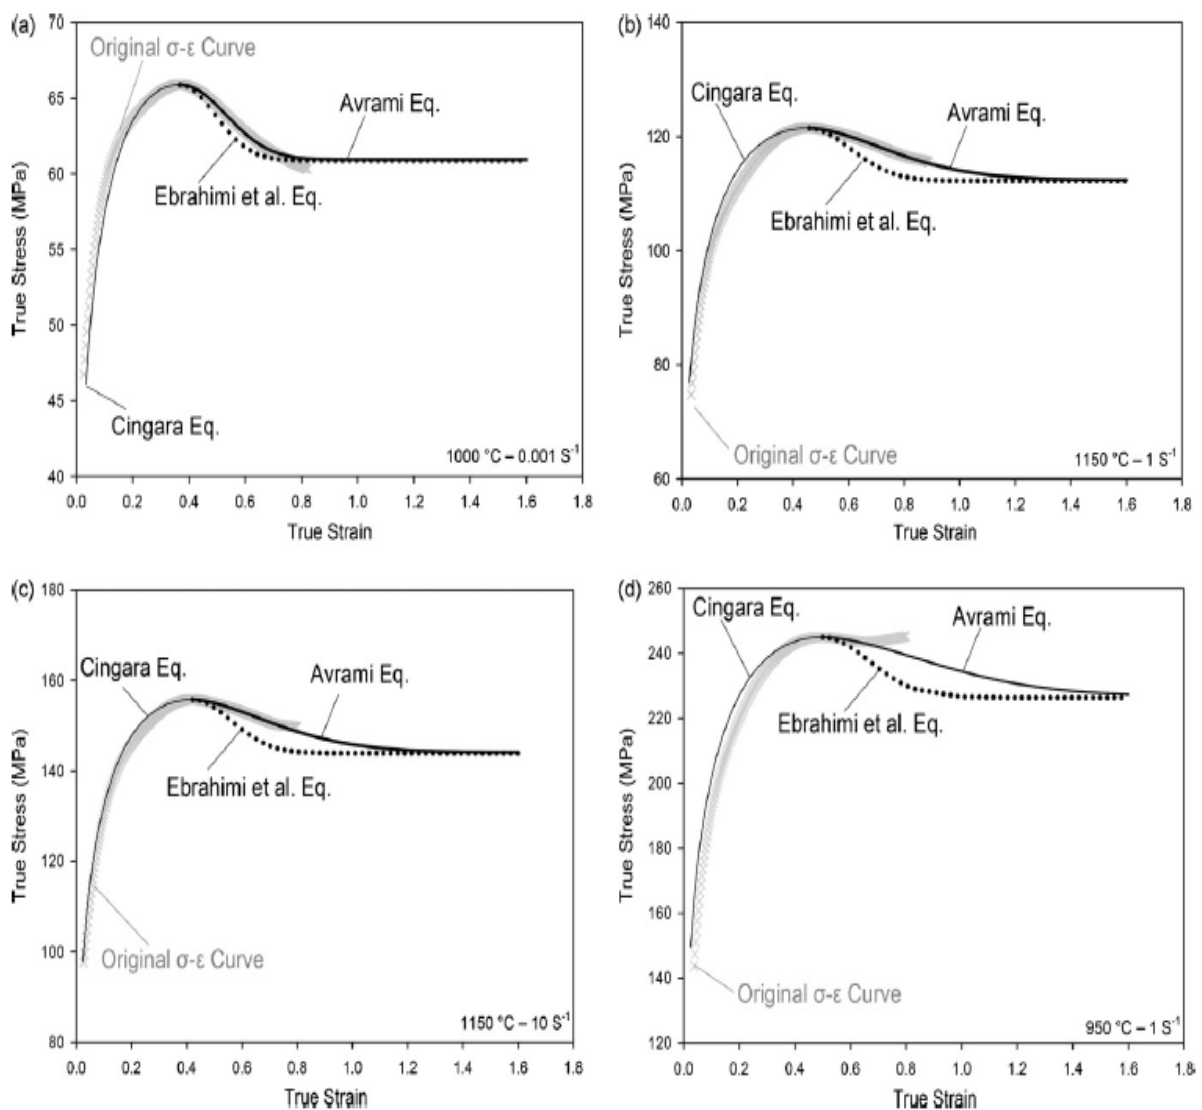 (a)
70
65
60
55
50
45
40
True Stress (MPa)
Original σ-ε Curve
Avrami Eq.
Ebrahimi et al. Eq.
Cingara Eq.
1000 °C – 0.001 S⁻¹
0.0 0.2 0.4 0.6 0.8 1.0 1.2 1.4 1.6 1.8
True Strain
(b)
140
120
100
80
60
True Stress (MPa)
Cingara Eq.
Avrami Eq.
Ebrahimi et al. Eq.
Original σ-ε Curve
1150 °C – 1 S⁻¹
0.0 0.2 0.4 0.6 0.8 1.0 1.2 1.4 1.6 1.8
True Strain
(c)
180
160
140
120
100
80
True Stress (MPa)
Cingara Eq.
Avrami Eq.
Ebrahimi et al. Eq.
Original σ-ε Curve
1150 °C – 10 S⁻¹
0.0 0.2 0.4 0.6 0.8 1.0 1.2 1.4 1.6 1.8
True Strain
(d)
260
240
220
200
180
160
140
120
True Stress (MPa)
Cingara Eq.
Avrami Eq.
Ebrahimi et al. Eq.
Original σ-ε Curve
950 °C – 1 S⁻¹
0.0 0.2 0.4 0.6 0.8 1.0 1.2 1.4 1.6 1.8
True Strain